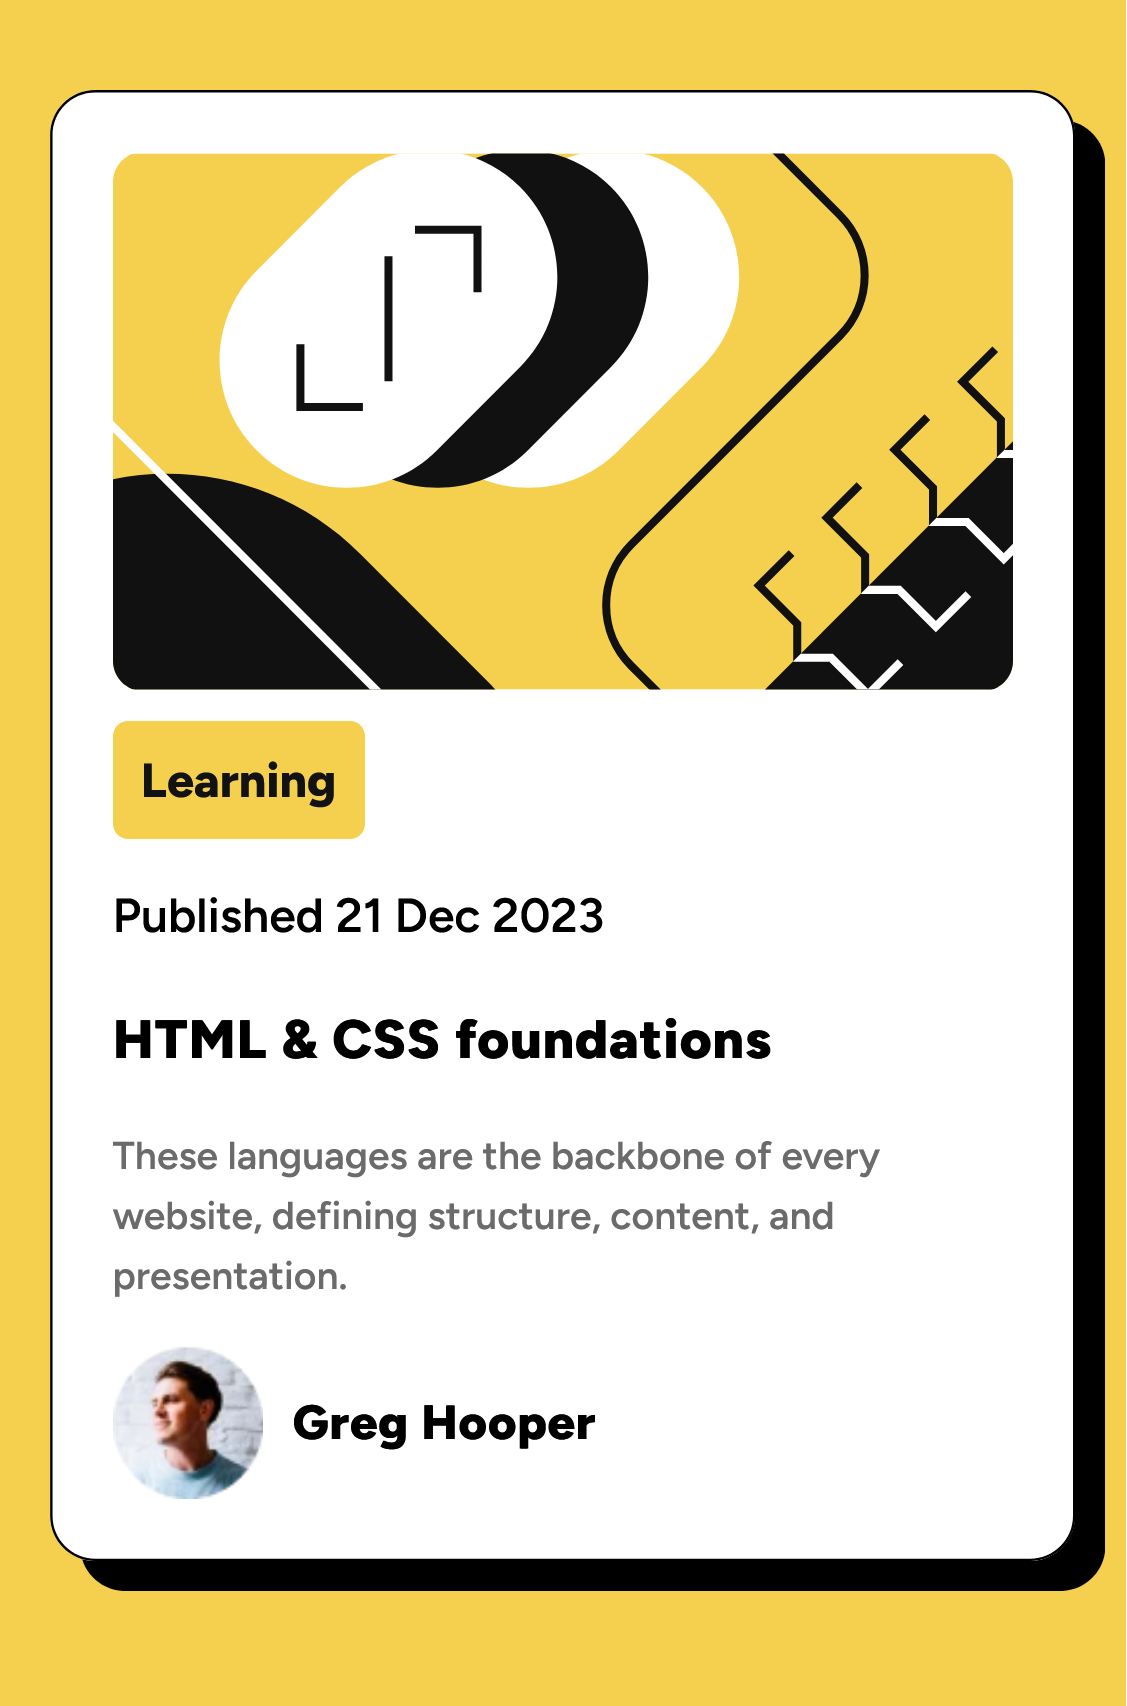 Learning
Published 21 Dec 2023
HTML & CSS foundations
These languages are the backbone of every
website, defining structure, content, and
presentation.
Greg Hooper